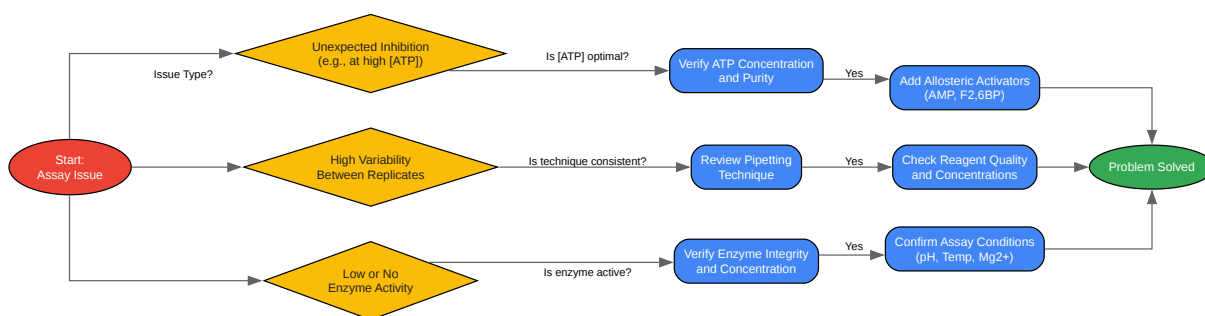 Unexpected Inhibition
(e.g., at high [ATP])
Issue Type?
Is [ATP] optimal?
Verify ATP Concentration
and Purity
Yes
Add Allosteric Activators
(AMP, F2,6BP)
Start:
Assay Issue
High Variability
Between Replicates
Is technique consistent?
Review Pipetting
Technique
Yes
Check Reagent Quality
and Concentrations
Problem Solved
Low or No
Enzyme Activity
Is enzyme active?
Verify Enzyme Integrity
and Concentration
Yes
Confirm Assay Conditions
(pH, Temp, Mg2+)